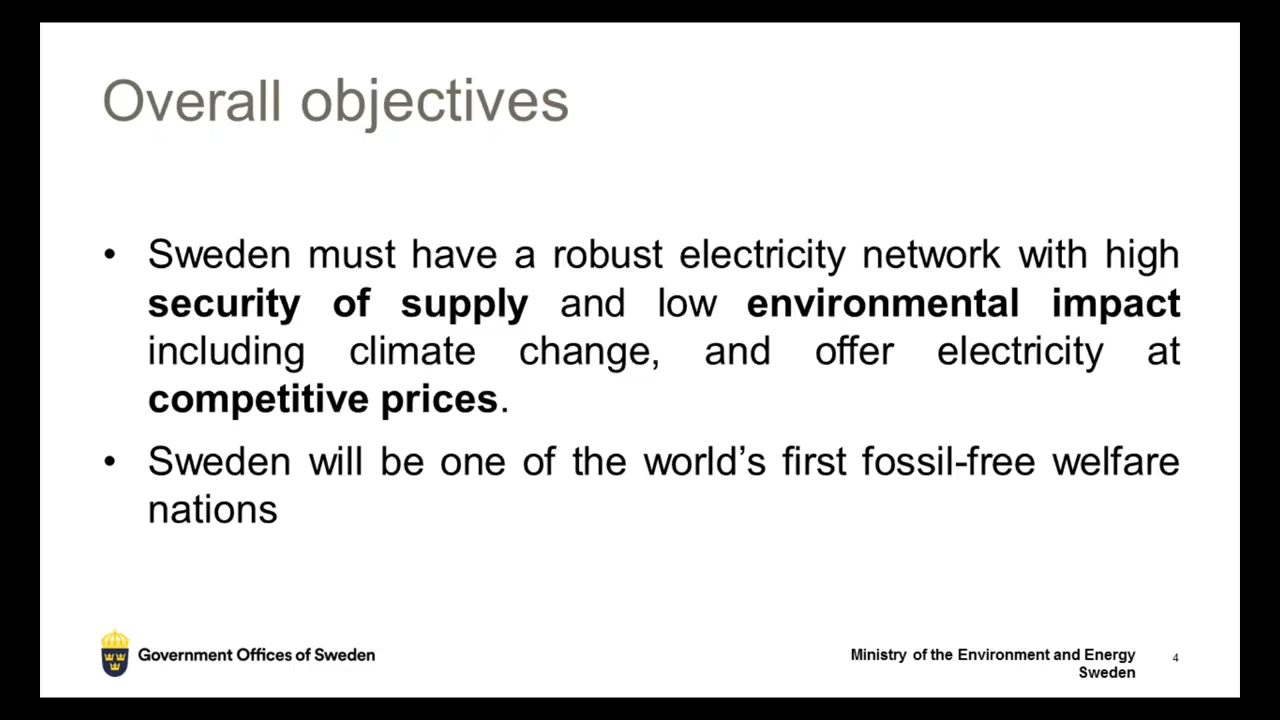 Overall objectives
• Sweden must have a robust electricity network with high
security of supply and low environmental impact
including climate change, and offer electricity at
competitive prices.
• Sweden will be one of the world’s first fossil-free welfare
nations
Government Offices of Sweden
Ministry of the Environment and Energy
Sweden
4